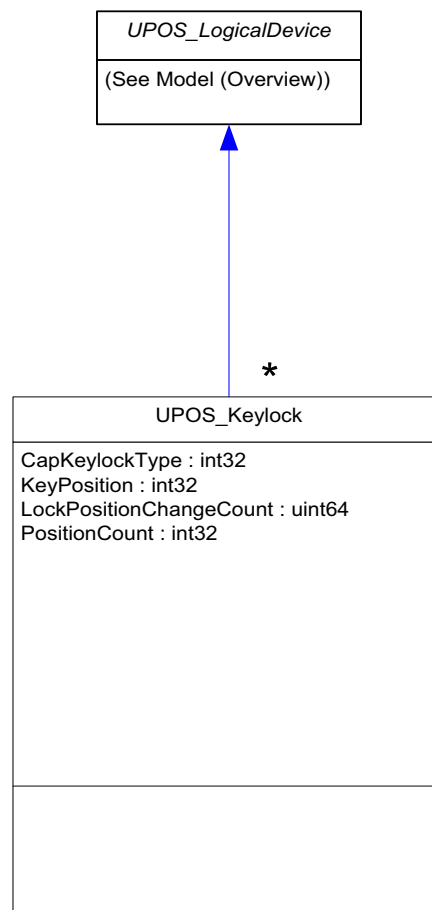 UPOS_LogicalDevice
(See Model (Overview))
*
UPOS_Keylock
CapKeylockType : int32
KeyPosition : int32
LockPositionChangeCount : uint64
PositionCount : int32